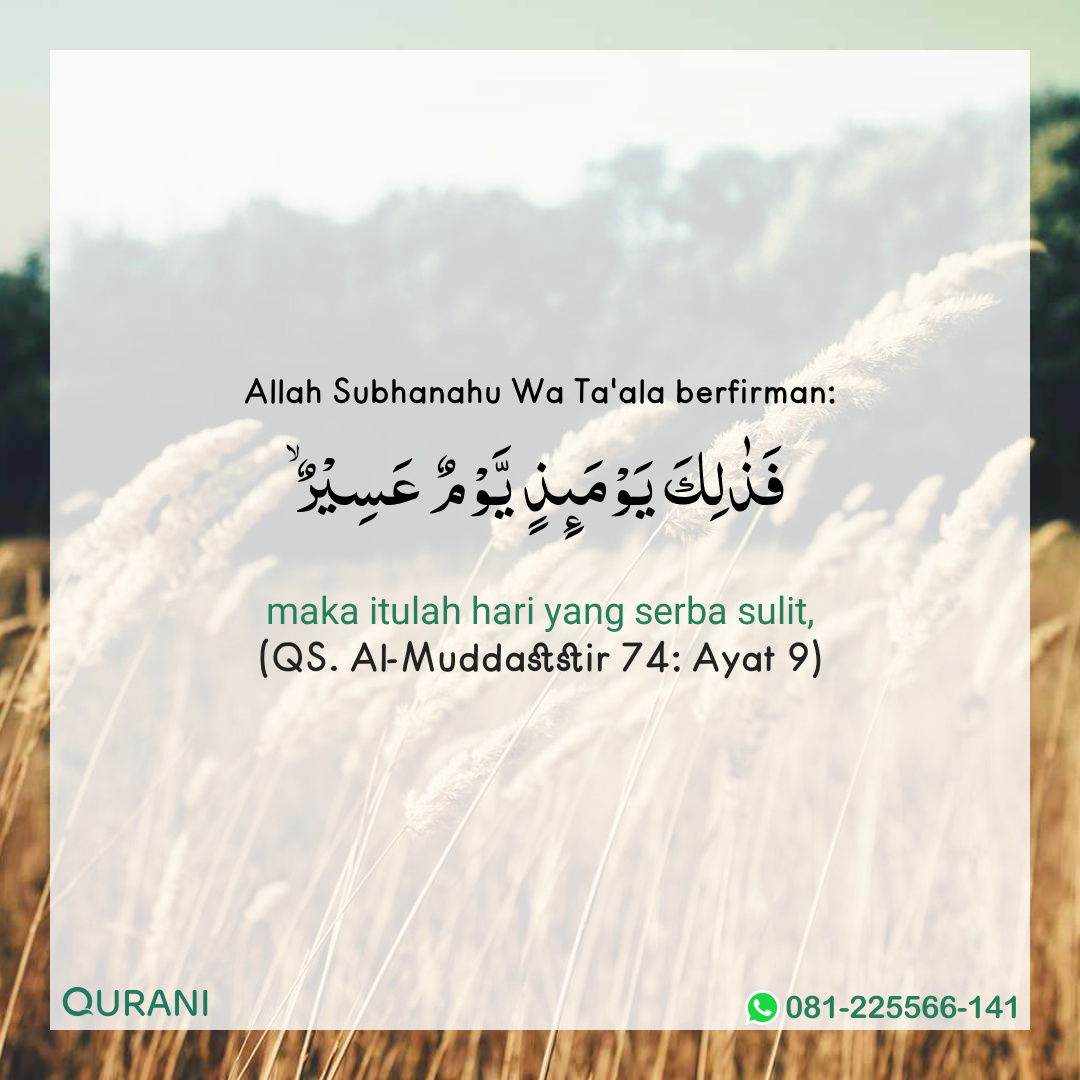 Allah Subhanahu Wa Ta'ala berfirman:
فَذٰلِكَ يَوْمَىِٕذٍ يَّوْمٌ عَسِيْرٌۙ
maka itulah hari yang serba sulit,
(QS. Al-Muddaststir 74: Ayat 9)
QURANI
081-225566-141